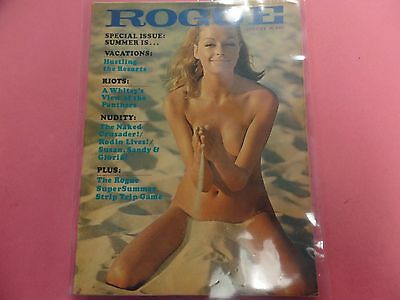 ROGUE
SPECIAL ISSUE:
SUMMER IS...
VACATIONS:
Hustling
the Resorts
RIOTS:
A Whitey's
View of the
Panthers
NUDITY:
The Naked
Crusader!/
Rodin Lives!/
Susan, Sandy &
Gloria
PLUS:
The Rogue
SuperSummer
Strip Trip Game